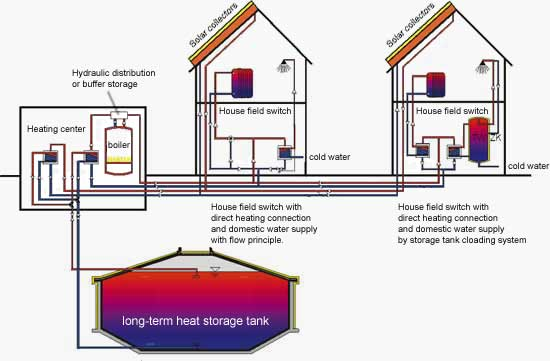 Solar collectors
Solar collectors
Hydraulic distribution
or buffer storage
House field switch
House field switch
Heating center
boiler
ZK
cold water
cold water
House field switch with
direct heating connection
and domestic water supply
with flow principle.
House field switch with
direct heating connection
and domestic water supply
by storage tank cloading system
long-term heat storage tank